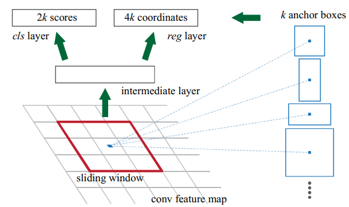 2k scores
4k coordinates
k anchor boxes
cls layer
reg layer
intermediate layer
sliding window
conv feature map